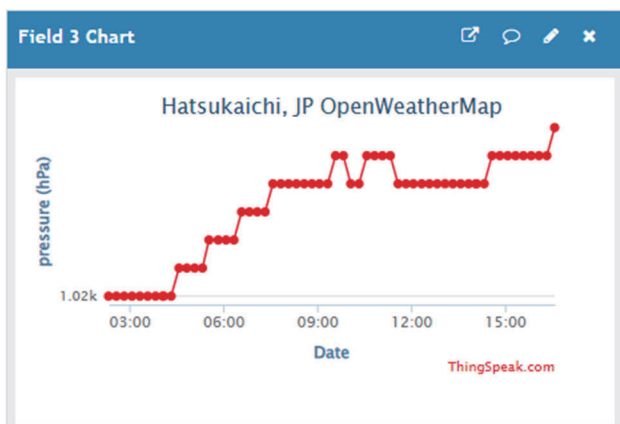 Field 3 Chart
Hatsukaichi, JP OpenWeatherMap
pressure (hPa)
1.02k
03:00 06:00 09:00 12:00 15:00
Date
ThingSpeak.com